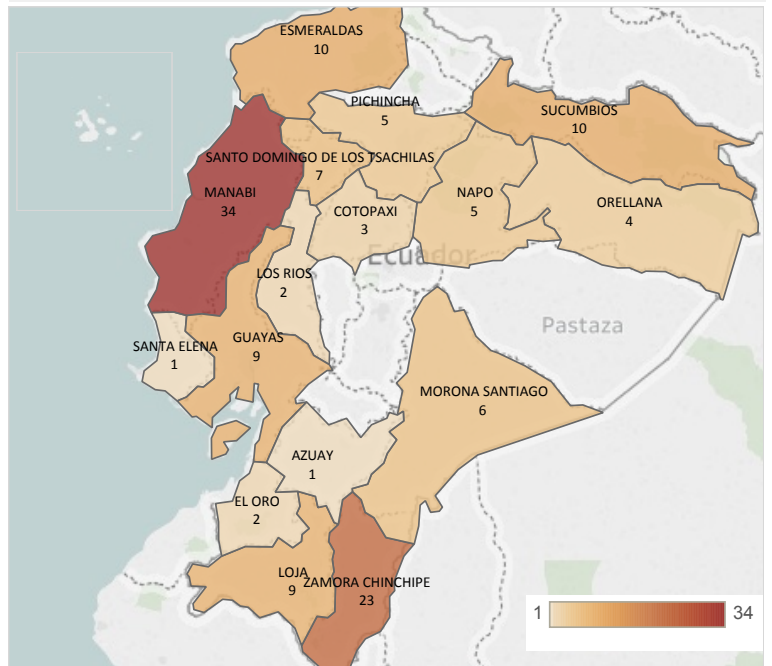 ESMERALDAS
10
PICHINCHA
5
SUCUMBIOS
10
SANTO DOMINGO DE LOS TSACHILAS
7
MANABI
34
COTOPAXI
3
NAPO
5
ORELLANA
4
Ecuador
LOS RIOS
2
Pastaza
SANTA ELENA
1
GUAYAS
9
MORONA SANTIAGO
6
AZUAY
1
EL ORO
2
LOJA
9
ZAMORA CHINCHIPE
23
1 34